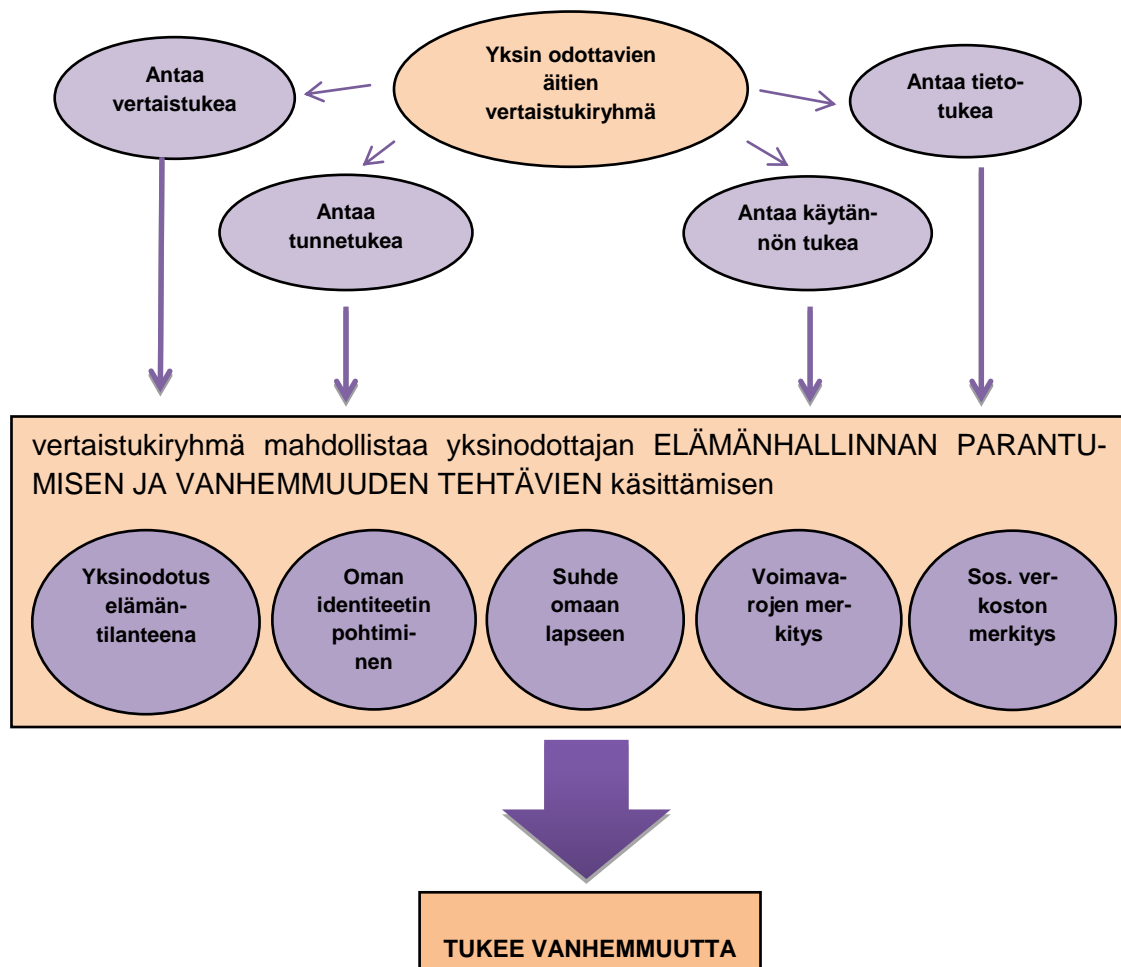 Yksin odottavien
äitien
vertaistukiryhmä
Antaa
vertaistukea
Antaa tieto-
tukea
Antaa
tunnetukea
Antaa käytän-
nön tukea
vertaistukiryhmä mahdollistaa yksinodottajan ELÄMÄNHALLINNAN PARANTU-
MISEN JA VANHEMMUUDEN TEHTÄVIEN käsittämisen
Yksinodotus
elämän-
tilanteena
Oman
identiteetin
pohtimi-
nen
Suhde
omaan
lapseen
Voimava-
rojen mer-
kitys
Sos. ver-
koston
merkitys
TUKEE VANHEMMUUTTA